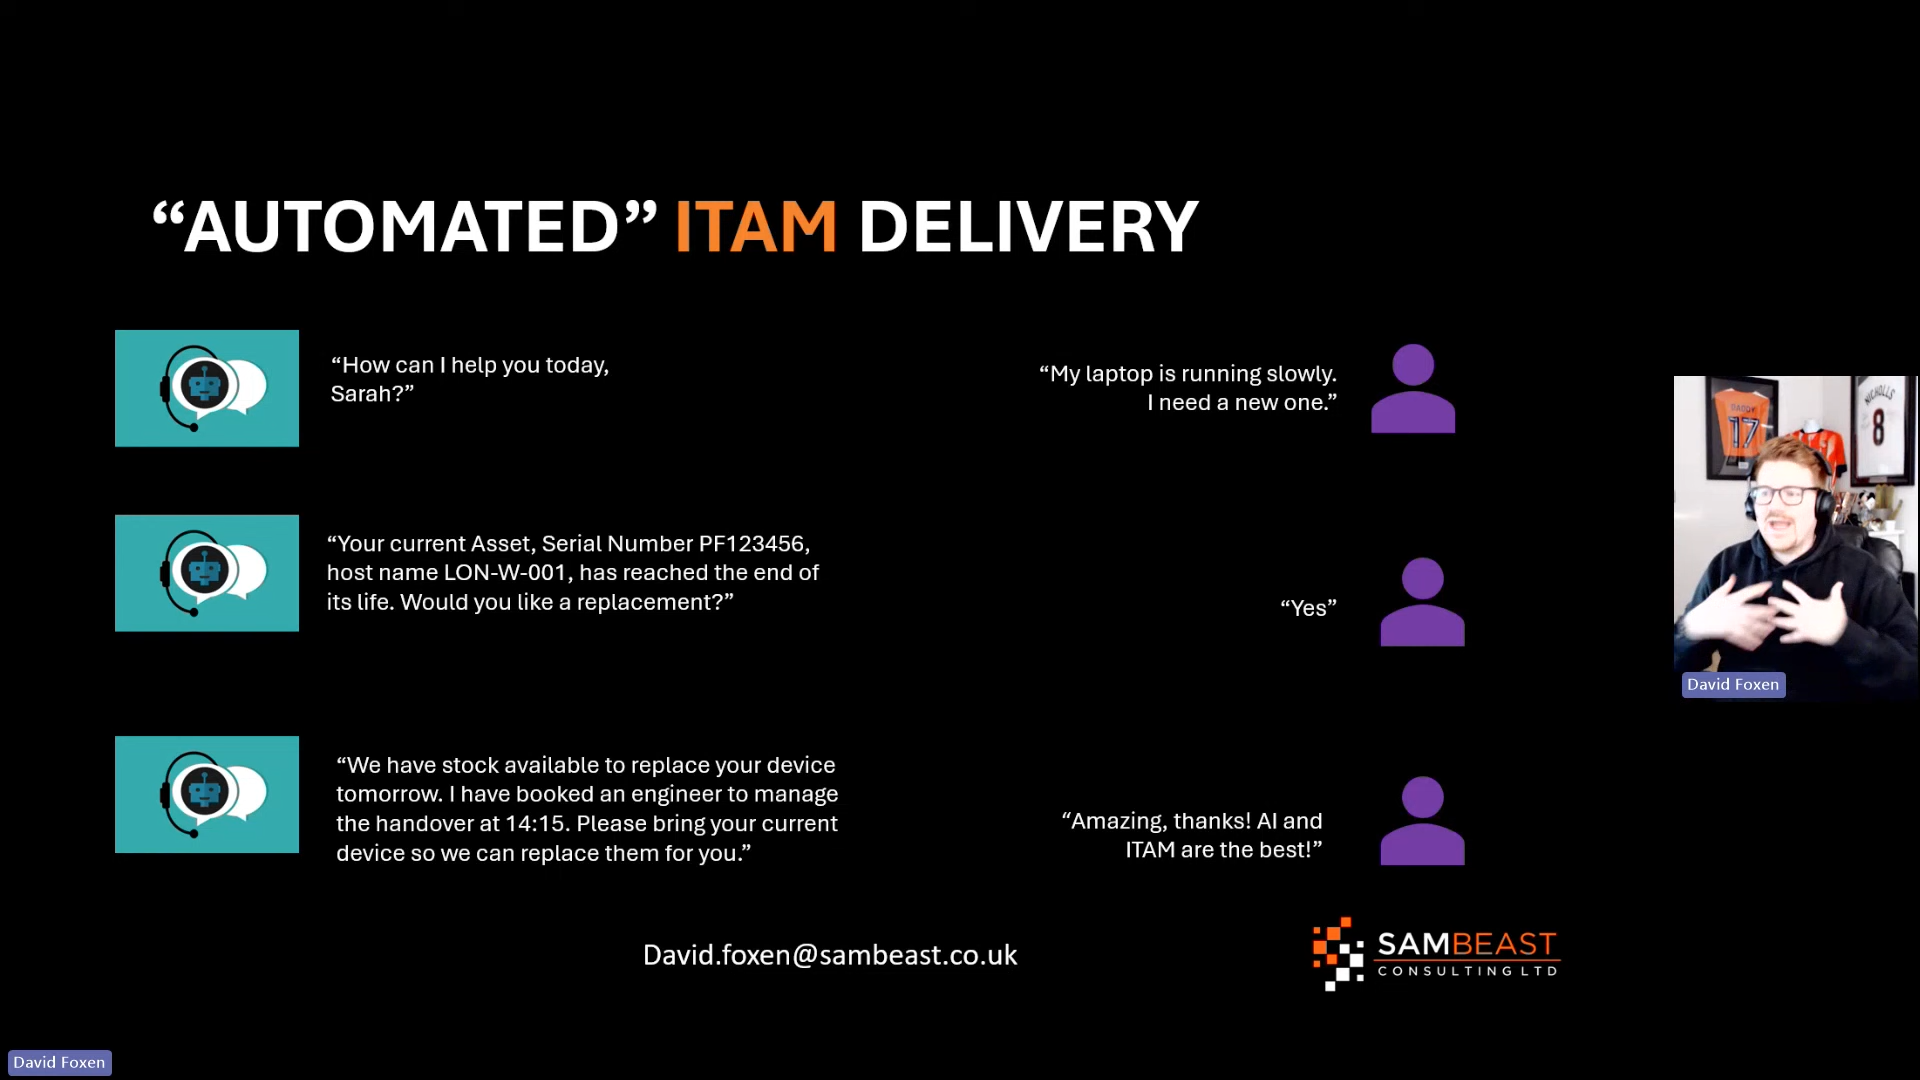 “AUTOMATED” ITAM DELIVERY
“How can I help you today,
Sarah?”
“My laptop is running slowly.
I need a new one.”
“Your current Asset, Serial Number PF123456,
host name LON-W-001, has reached the end of
its life. Would you like a replacement?”
“Yes”
“We have stock available to replace your device
tomorrow. I have booked an engineer to manage
the handover at 14:15. Please bring your current
device so we can replace them for you.”
“Amazing, thanks! AI and
ITAM are the best!”
David.foxen@sambeast.co.uk
SAMBEAST
CONSULTING LTD
DADDY
17
NICHOLLS
8
David Foxen
David Foxen